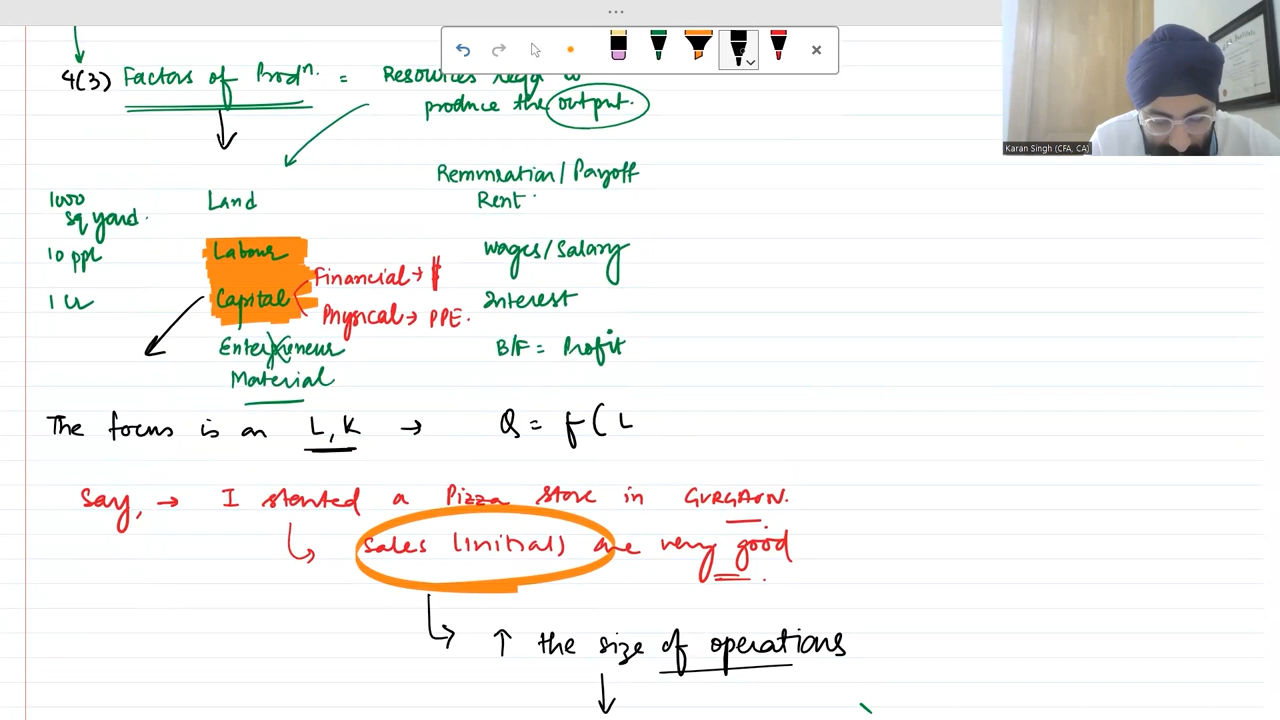 4(3) Factors of Prodⁿ. = Resources reqd to
produce the output.
Remneration/Payoff
1000 sq yard. Land Rent.
10 ppl Labour Wages/Salary
Financial →
1 Cr Capital Interest
Physical → PPE.
Enterpreneur B/F = Profit
Material
The focus is on L, K → Q = f ( L
Say, → I started a Pizza store in GURGAON.
Sales (initial) are very good.
↑ the size of operations
Karan Singh (CFA, CA)